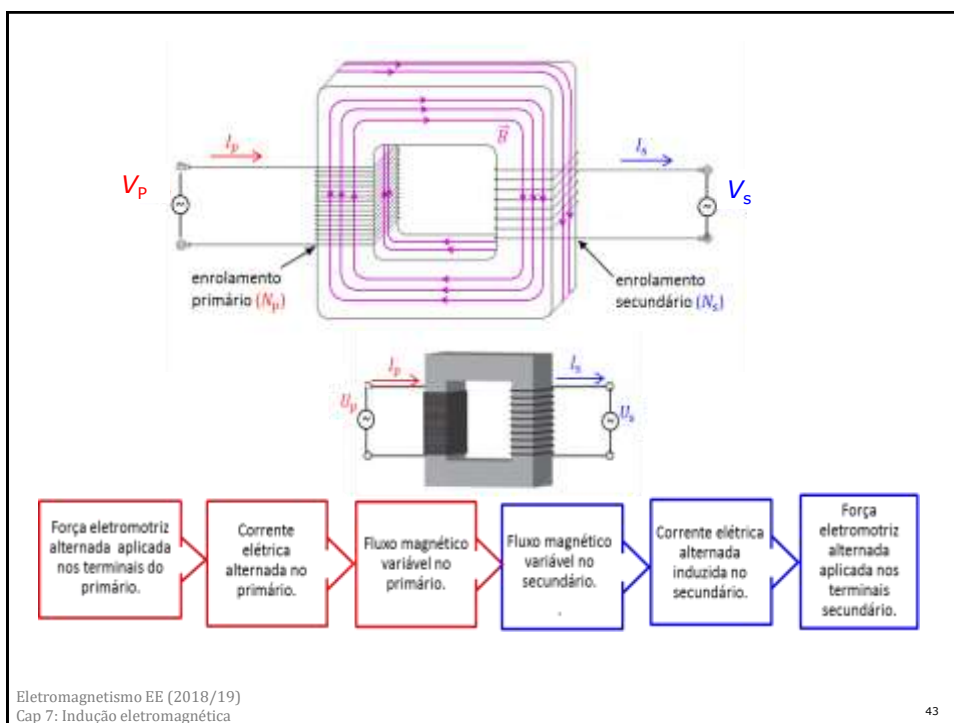 I_p
V_P
\vec{B}
I_s
V_s
enrolamento
primário (N_p)
enrolamento
secundário (N_s)
I_p
U_p
I_s
U_s
Força eletromotriz
alternada aplicada
nos terminais do
primário.
Corrente
elétrica
alternada no
primário.
Fluxo magnético
variável no
primário.
Fluxo magnético
variável no
secundário.
.
Corrente elétrica
alternada
induzida no
secundário.
Força
eletromotriz
alternada
aplicada nos
terminais
secundário.
Eletromagnetismo EE (2018/19)
Cap 7: Indução eletromagnética
43